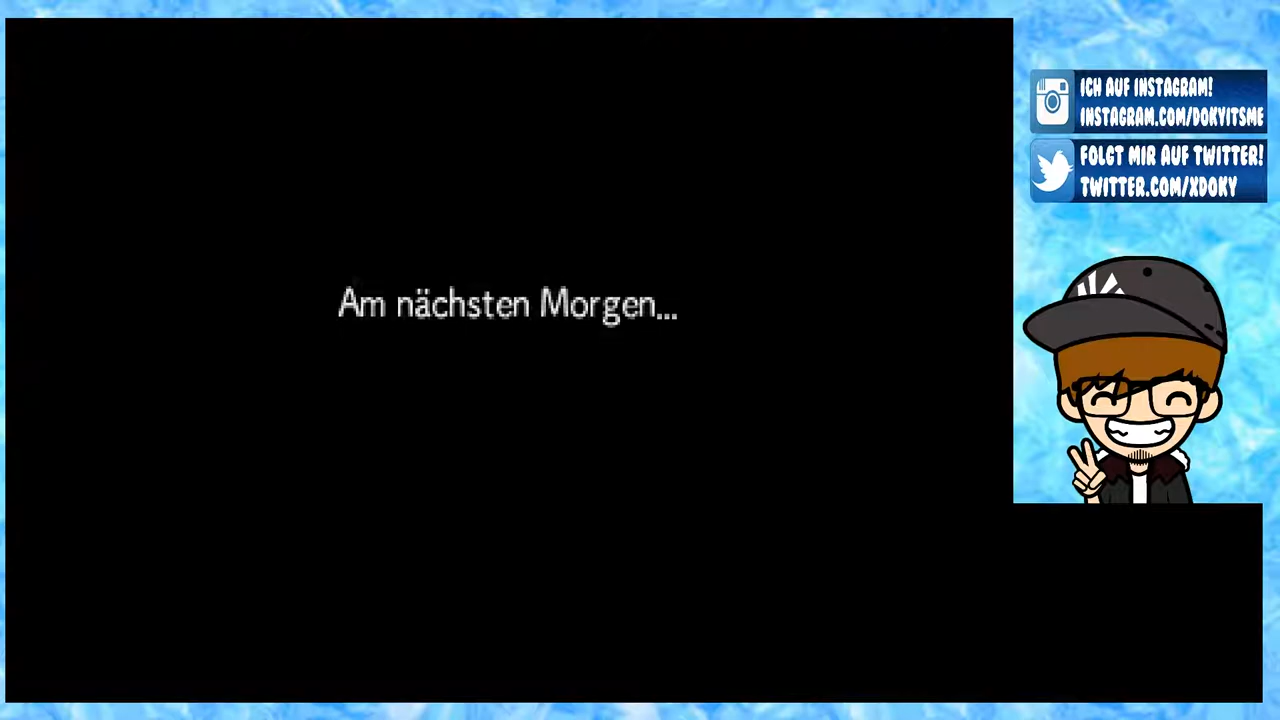 Am nächsten Morgen...
ICH AUF INSTAGRAM!
INSTAGRAM.COM/DOKYITSME
FOLGT MIR AUF TWITTER!
TWITTER.COM/XDOKY